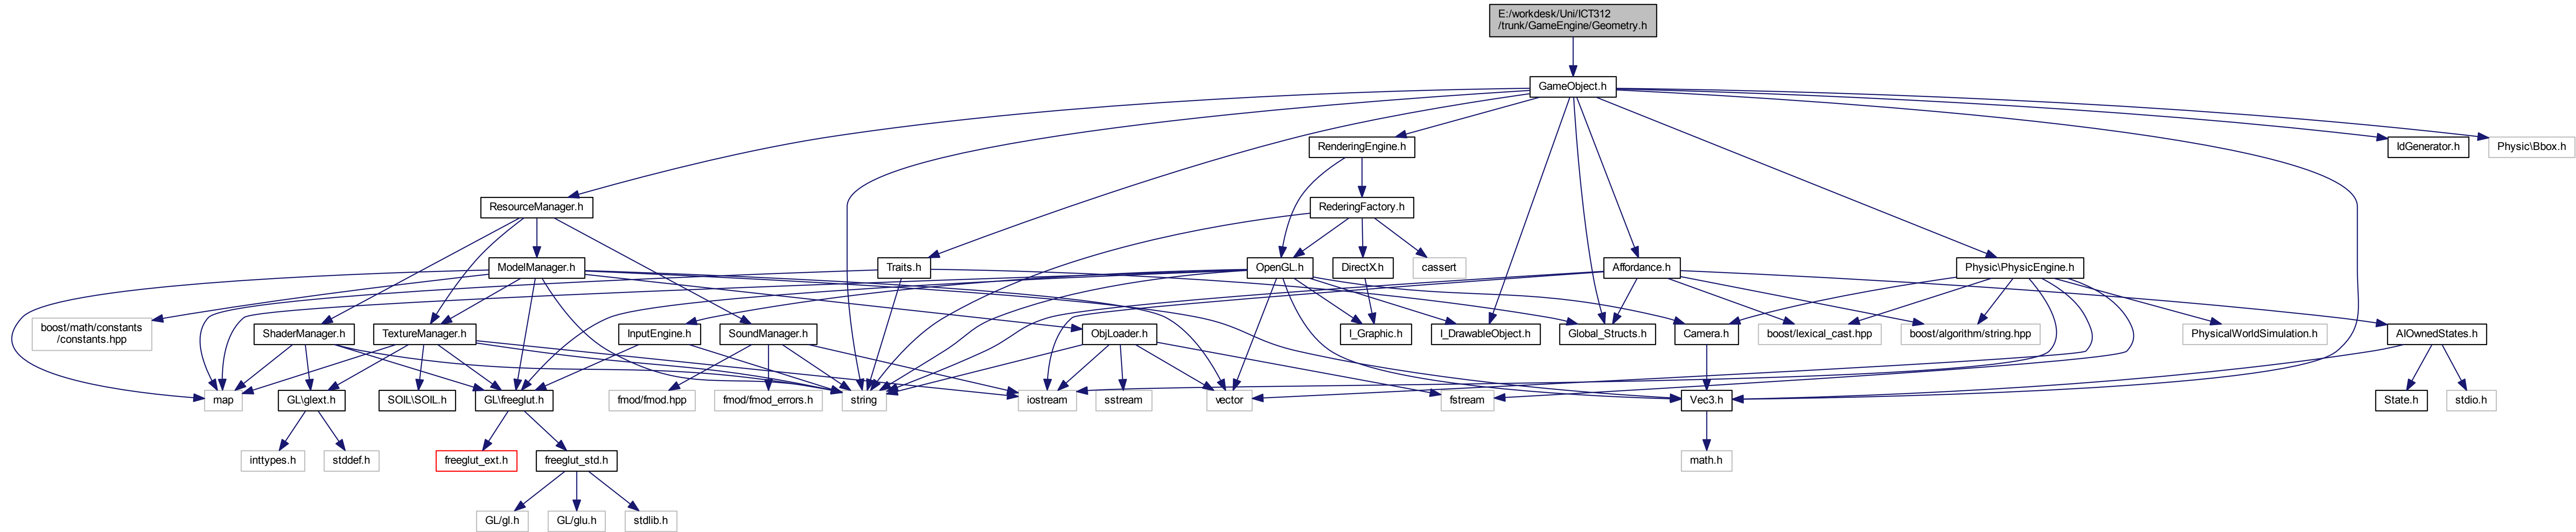 E:/workdesk/Uni/ICT312
/trunk/GameEngine/Geometry.h
GameObject.h
RenderingEngine.h
IdGenerator.h
Physic\Bbox.h
ResourceManager.h
RederingFactory.h
ModelManager.h
Traits.h
OpenGL.h
DirectX.h
cassert
Affordance.h
Physic\PhysicEngine.h
boost/math/constants
/constants.hpp
ShaderManager.h
TextureManager.h
InputEngine.h
SoundManager.h
ObjLoader.h
I_Graphic.h
I_DrawableObject.h
Global_Structs.h
Camera.h
boost/lexical_cast.hpp
boost/algorithm/string.hpp
PhysicalWorldSimulation.h
AIOwnedStates.h
map
GL\glext.h
SOIL\SOIL.h
GL\freeglut.h
fmod/fmod.hpp
fmod/fmod_errors.h
string
iostream
sstream
vector
fstream
Vec3.h
State.h
stdio.h
inttypes.h
stddef.h
freeglut_ext.h
freeglut_std.h
math.h
GL/gl.h
GL/glu.h
stdlib.h